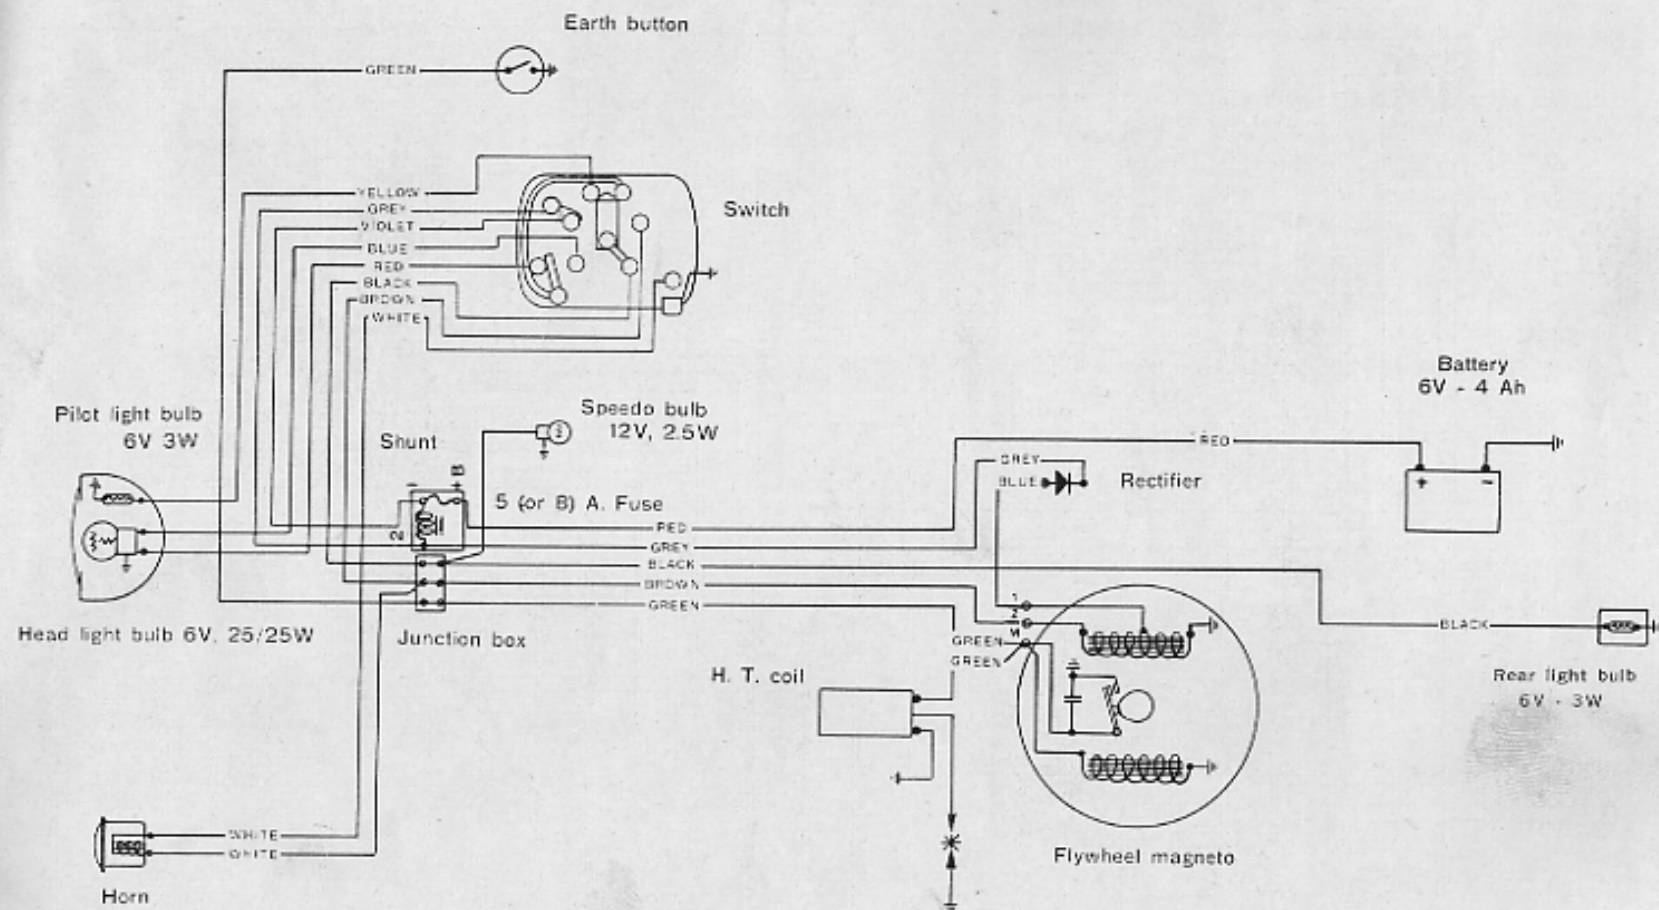 Earth button
GREEN
YELLOW
GREY
VIOLET
BLUE
RED
BLACK
BROWN
WHITE
Switch
Battery
6V - 4 Ah
Pilot light bulb
6V 3W
Shunt
Speedo bulb
12V, 2.5W
RED
GREY
BLUE
Rectifier
+
-
- + B
2
5 (or 8) A. Fuse
RED
GREY
BLACK
BROWN
GREEN
1
2
M
GREEN
GREEN
BLACK
Head light bulb 6V. 25/25W
Junction box
H. T. coil
Rear light bulb
6V - 3W
WHITE
WHITE
Flywheel magneto
Horn